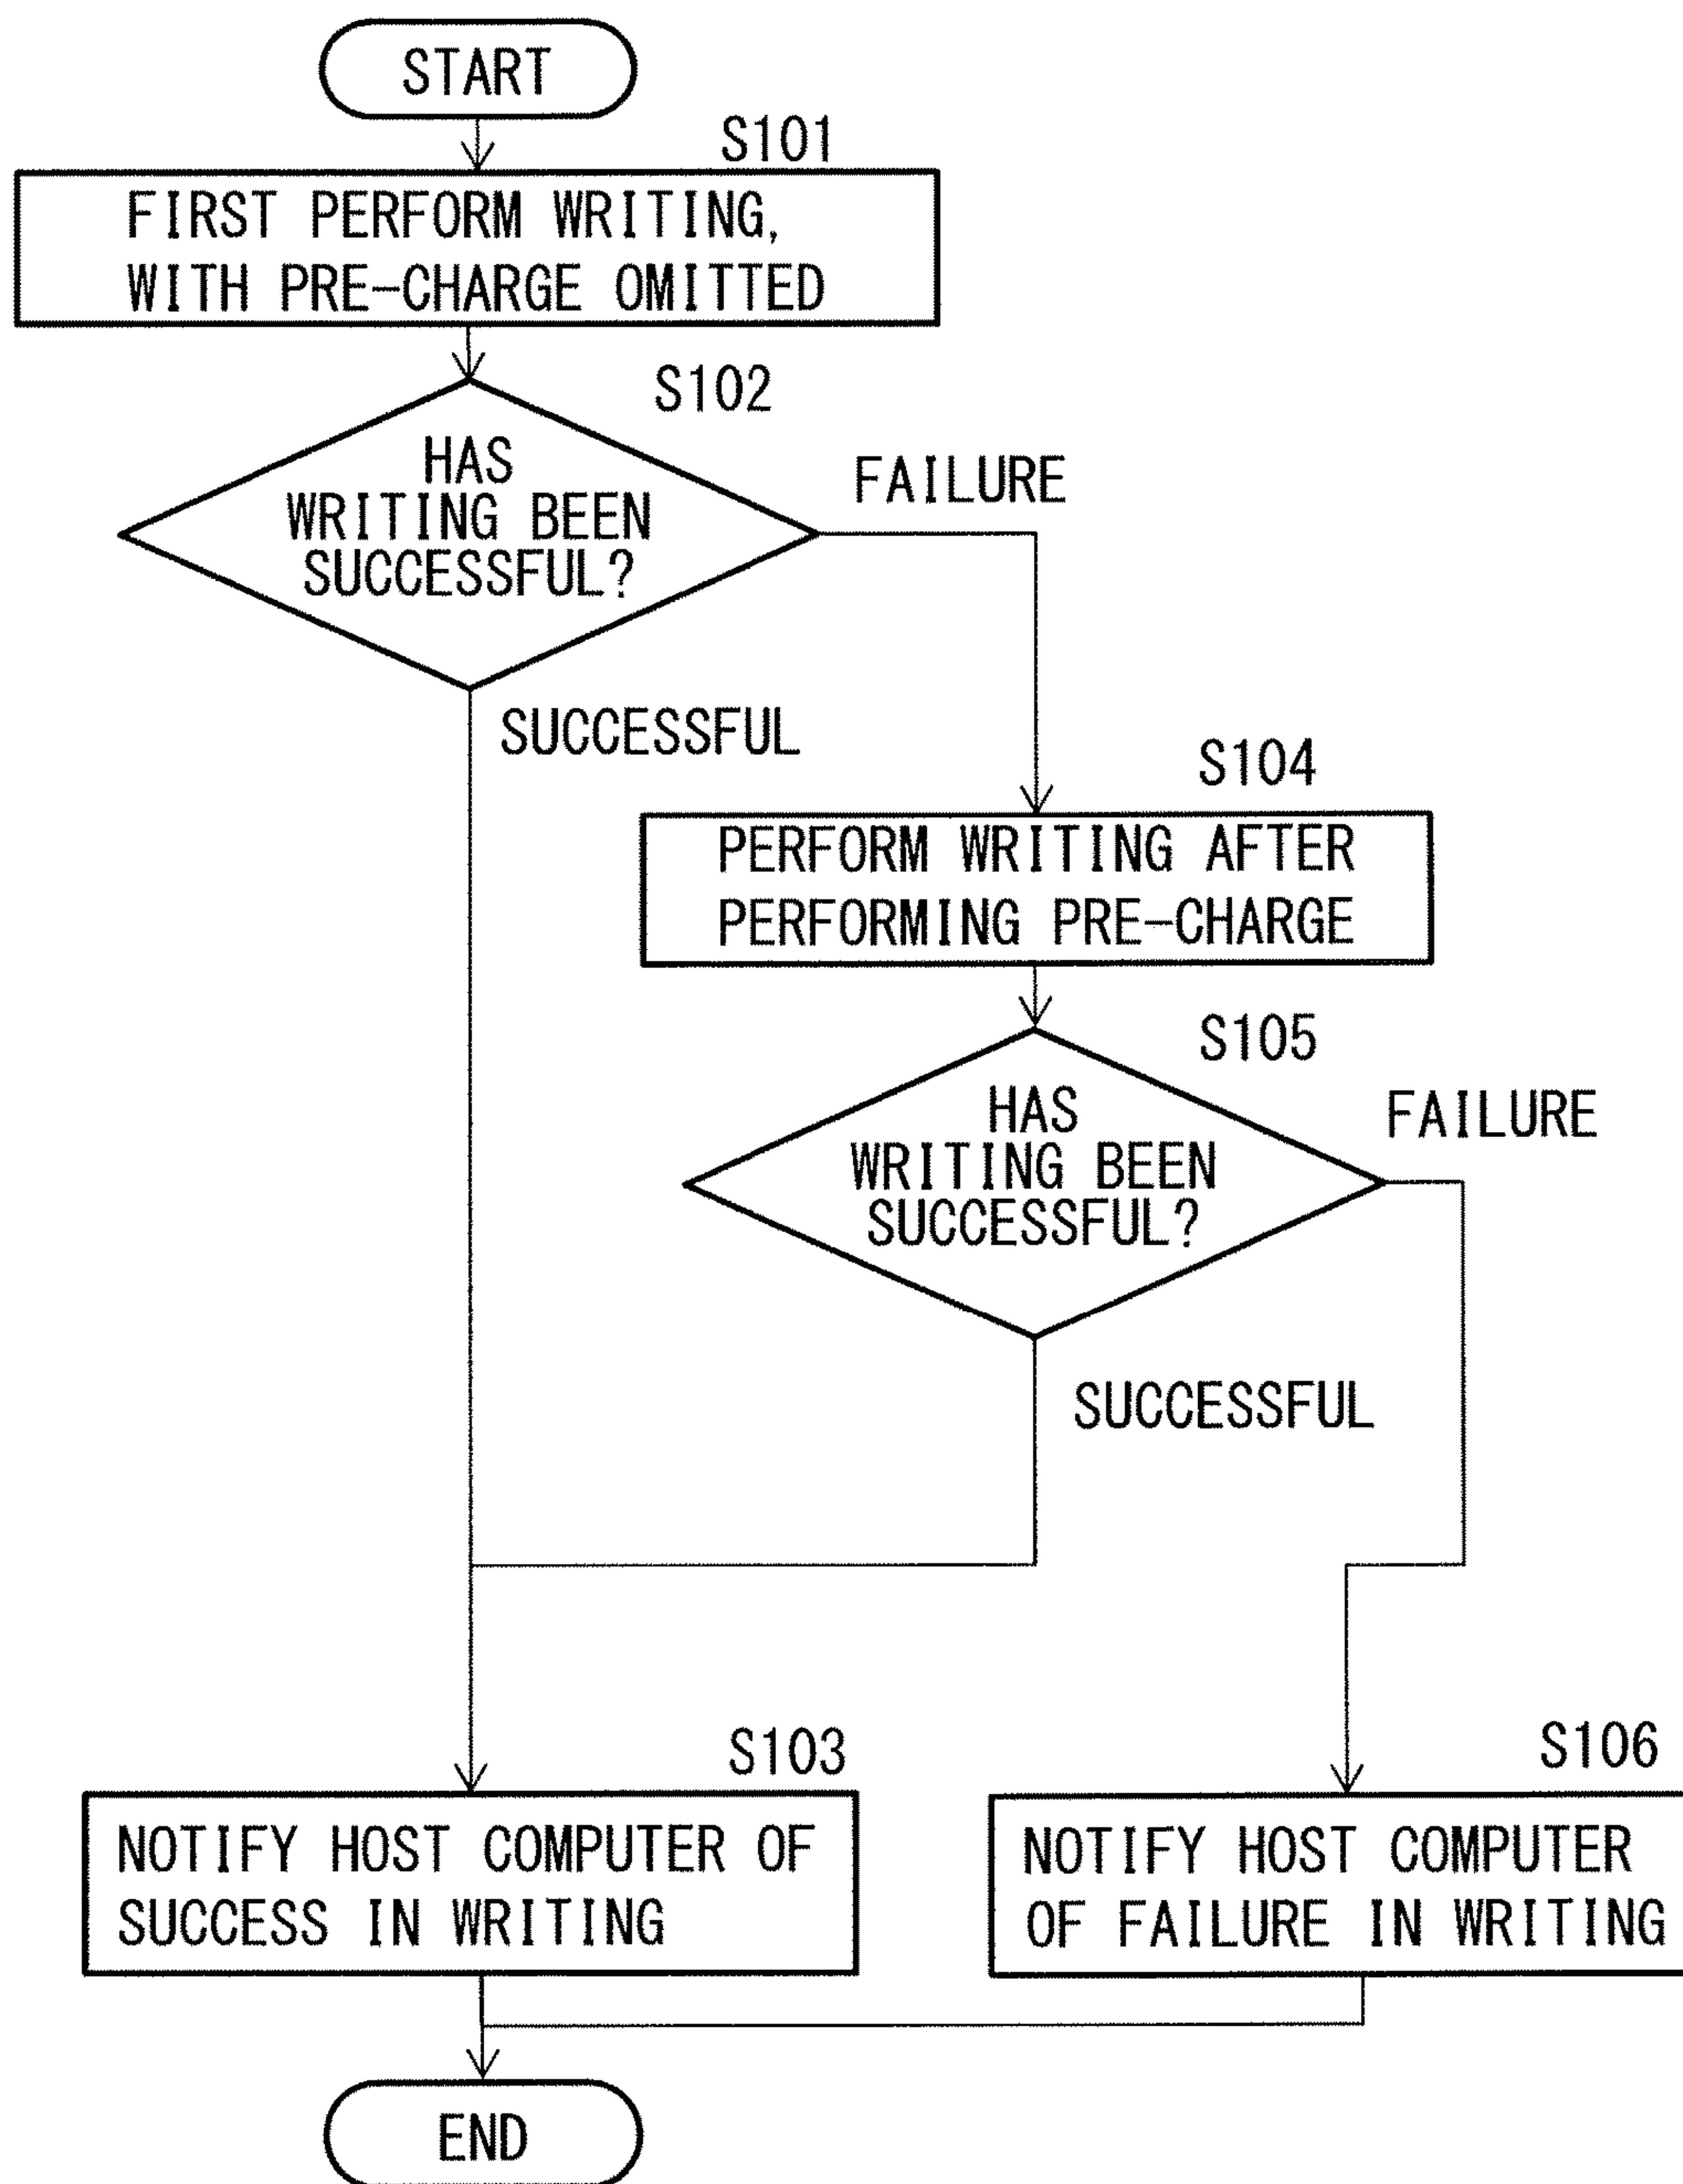 START
S101
FIRST PERFORM WRITING,
WITH PRE-CHARGE OMITTED
S102
HAS
WRITING BEEN
SUCCESSFUL?
FAILURE
SUCCESSFUL
S104
PERFORM WRITING AFTER
PERFORMING PRE-CHARGE
S105
HAS
WRITING BEEN
SUCCESSFUL?
FAILURE
SUCCESSFUL
S103
NOTIFY HOST COMPUTER OF
SUCCESS IN WRITING
S106
NOTIFY HOST COMPUTER
OF FAILURE IN WRITING
END